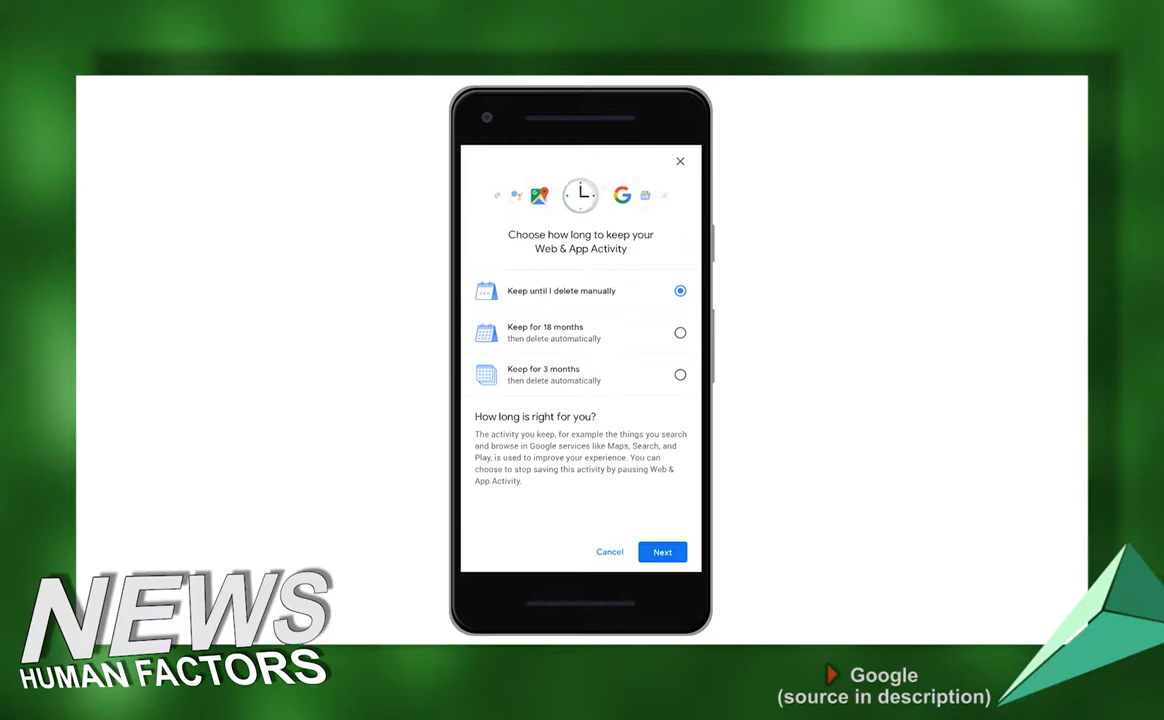 Choose how long to keep your
Web & App Activity
Keep until I delete manually
Keep for 18 months
then delete automatically
Keep for 3 months
then delete automatically
How long is right for you?
The activity you keep, for example the things you search
and browse in Google services like Maps, Search, and
Play, is used to improve your experience. You can
choose to stop saving this activity by pausing Web &
App Activity.
Cancel
Next
NEWS
HUMAN FACTORS
Google
(source in description)